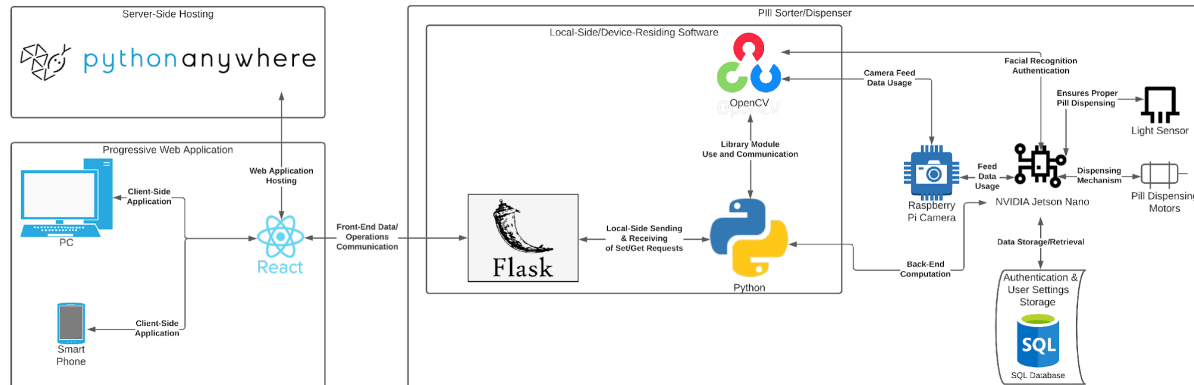 Server-Side Hosting
pythonanywhere
Progressive Web Application
PC
Client-Side
Application
Web Application
Hosting
React
Client-Side
Application
Smart
Phone
Front-End Data/
Operations
Communication
Pill Sorter/Dispenser
Local-Side/Device-Residing Software
OpenCV
OpenCV
Library Module
Use and Communication
Flask
Local-Side Sending
& Receiving
of Set/Get Requests
Python
Camera Feed
Data Usage
Facial Recognition
Authentication
Ensures Proper
Pill Dispensing
Light Sensor
Raspberry
Pi Camera
Feed
Data
Usage
NVIDIA Jetson Nano
Dispensing
Mechanism
Pill Dispensing
Motors
Back-End
Computation
Data Storage/Retrieval
Authentication &
User Settings
Storage
SQL
SQL Database